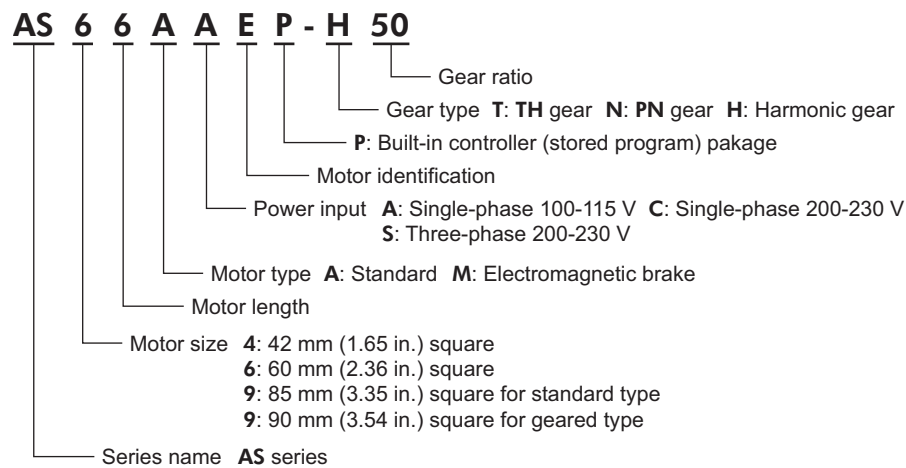 AS 6 6 A A E P - H 50
Gear ratio
Gear type T: TH gear N: PN gear H: Harmonic gear
P: Built-in controller (stored program) pakage
Motor identification
Power input A: Single-phase 100-115 V C: Single-phase 200-230 V
S: Three-phase 200-230 V
Motor type A: Standard M: Electromagnetic brake
Motor length
Motor size 4: 42 mm (1.65 in.) square
6: 60 mm (2.36 in.) square
9: 85 mm (3.35 in.) square for standard type
9: 90 mm (3.54 in.) square for geared type
Series name AS series